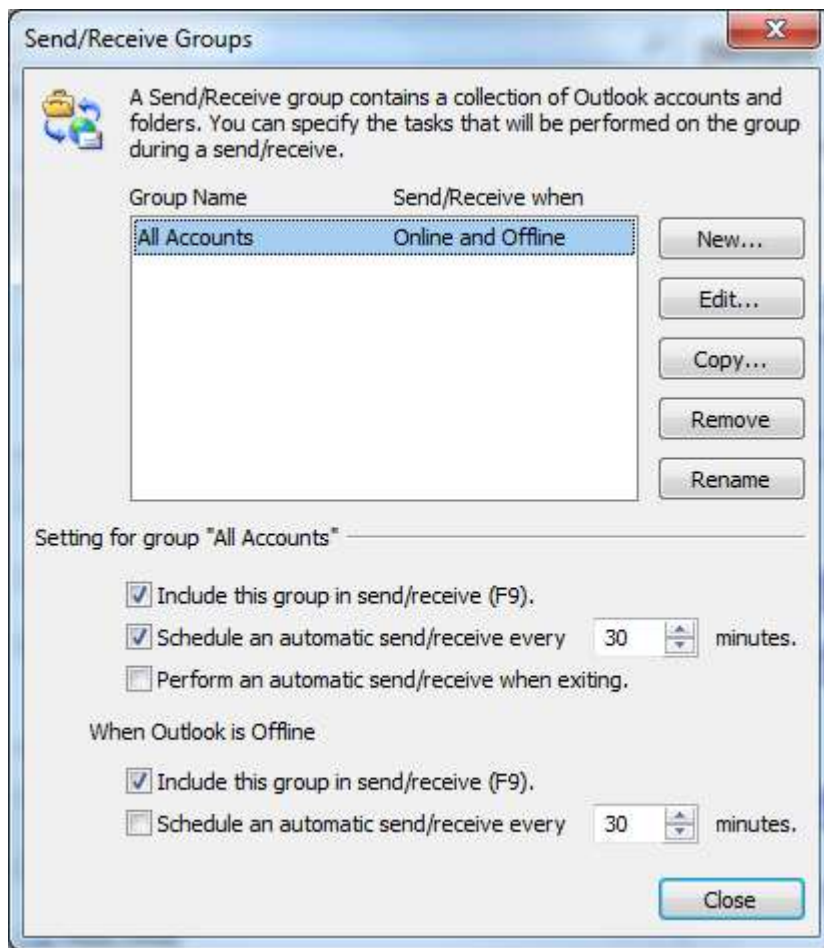 Send/Receive Groups
A Send/Receive group contains a collection of Outlook accounts and
folders. You can specify the tasks that will be performed on the group
during a send/receive.
Group Name Send/Receive when
All Accounts Online and Offline
New...
Edit...
Copy...
Remove
Rename
Setting for group "All Accounts"
Include this group in send/receive (F9).
Schedule an automatic send/receive every 30 minutes.
Perform an automatic send/receive when exiting.
When Outlook is Offline
Include this group in send/receive (F9).
Schedule an automatic send/receive every 30 minutes.
Close